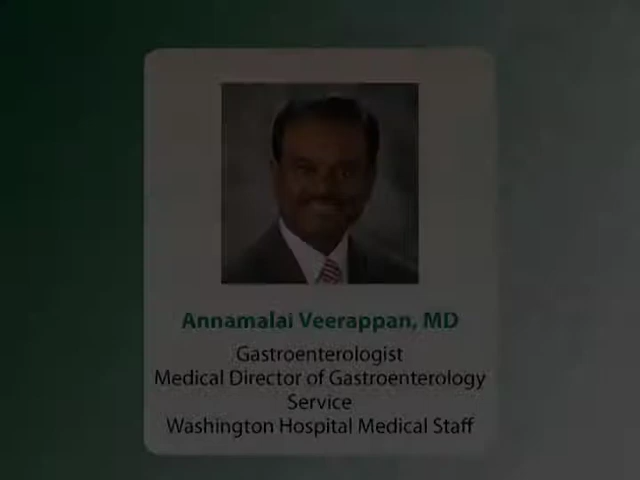 Annamalai Veerappan, MD
Gastroenterologist
Medical Director of Gastroenterology
Service
Washington Hospital Medical Staff